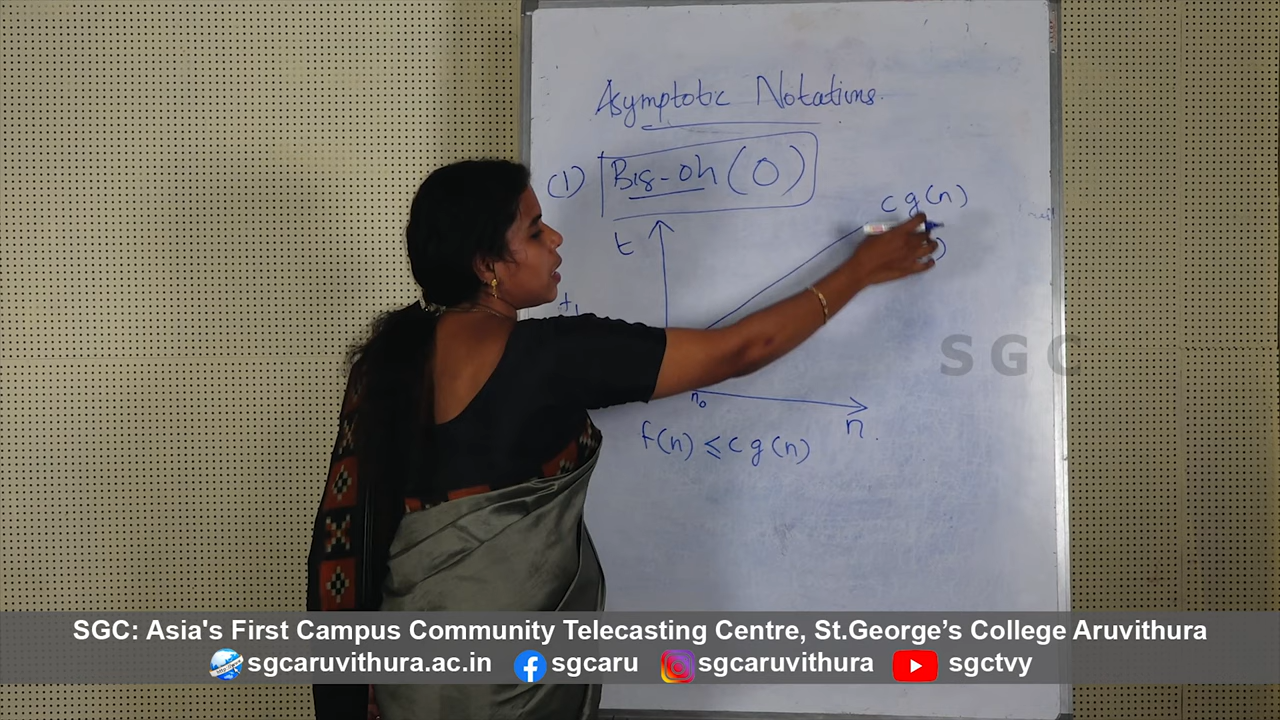 Asymptotic Notations.
(1) Big-oh (O)
c g(n)
t
)
t1
SGC
n0
n
f(n) ≤ c g(n)
SGC: Asia's First Campus Community Telecasting Centre, St.George’s College Aruvithura
sgcaruvithura.ac.in sgcaru sgcaruvithura sgctvy